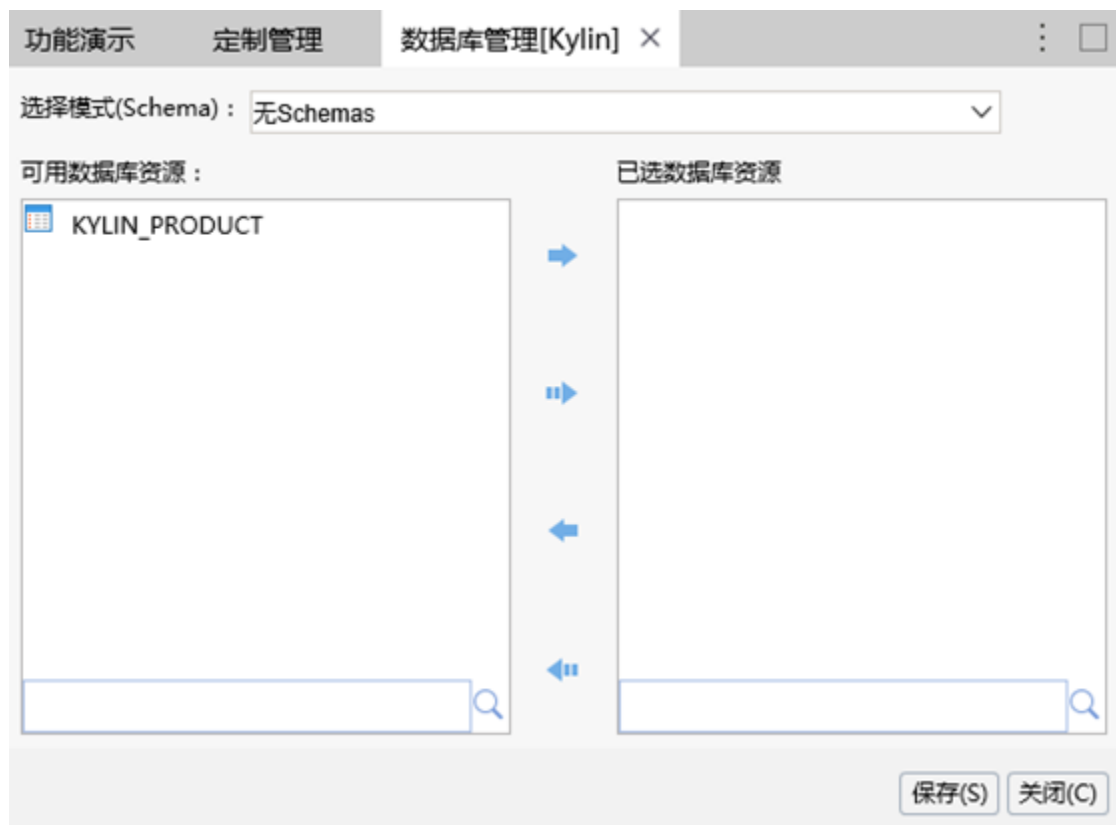 功能演示 定制管理 数据库管理[Kylin]
选择模式(Schema)： 无Schemas
可用数据库资源： 已选数据库资源
KYLIN_PRODUCT
保存(S) 关闭(C)